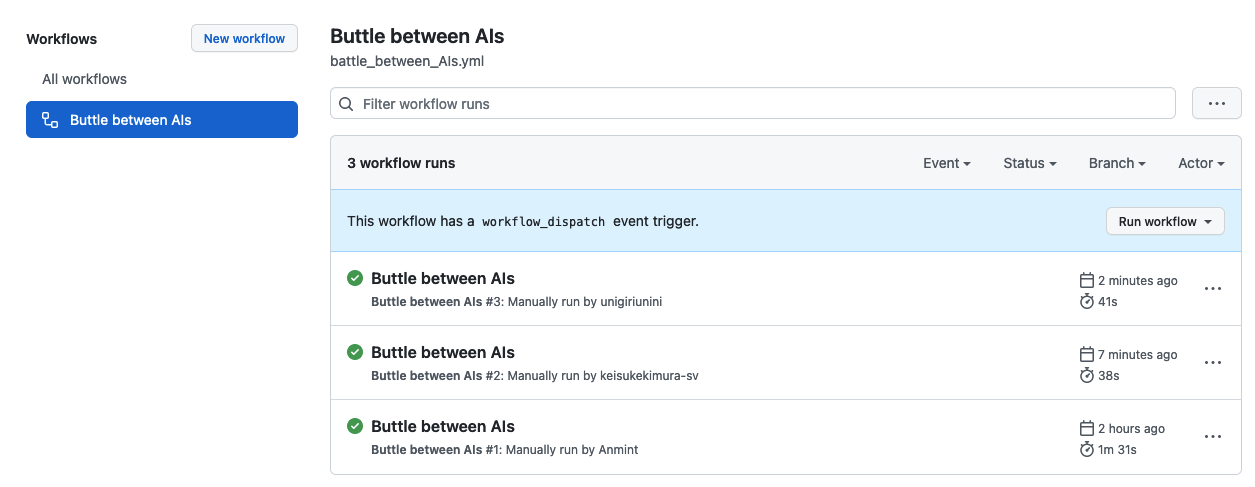 Workflows
New workflow
All workflows
Buttle between AIs
Buttle between AIs
battle_between_AIs.yml
Filter workflow runs
3 workflow runs
Event
Status
Branch
Actor
This workflow has a workflow_dispatch event trigger.
Run workflow
Buttle between AIs
Buttle between AIs #3: Manually run by unigiriunini
2 minutes ago
41s
Buttle between AIs
Buttle between AIs #2: Manually run by keisukekimura-sv
7 minutes ago
38s
Buttle between AIs
Buttle between AIs #1: Manually run by Anmint
2 hours ago
1m 31s